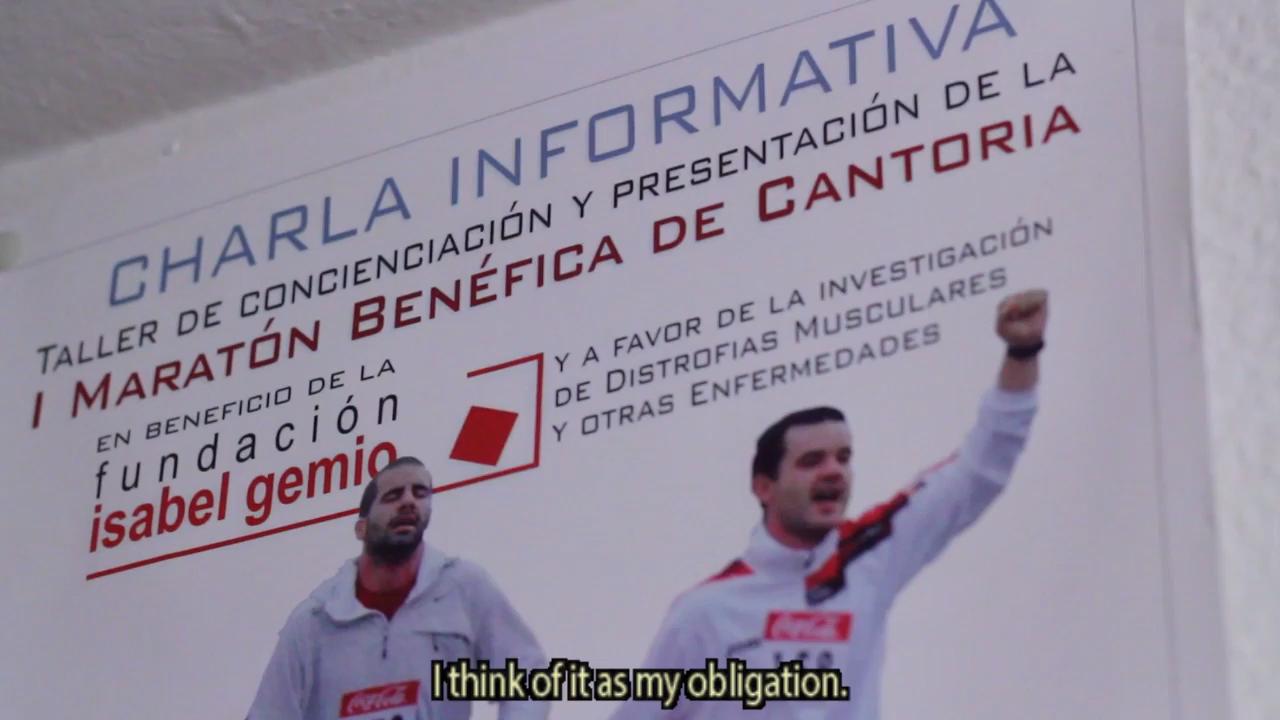 CHARLA INFORMATIVA
TALLER DE CONCIENCIACIÓN Y PRESENTACIÓN DE LA
I MARATÓN BENÉFICA DE CANTORIA
EN BENEFICIO DE LA
fundación
isabel gemio
Y A FAVOR DE LA INVESTIGACIÓN
DE DISTROFIAS MUSCULARES
Y OTRAS ENFERMEDADES
Coca-Cola
Coca-Cola
I think of it as my obligation.